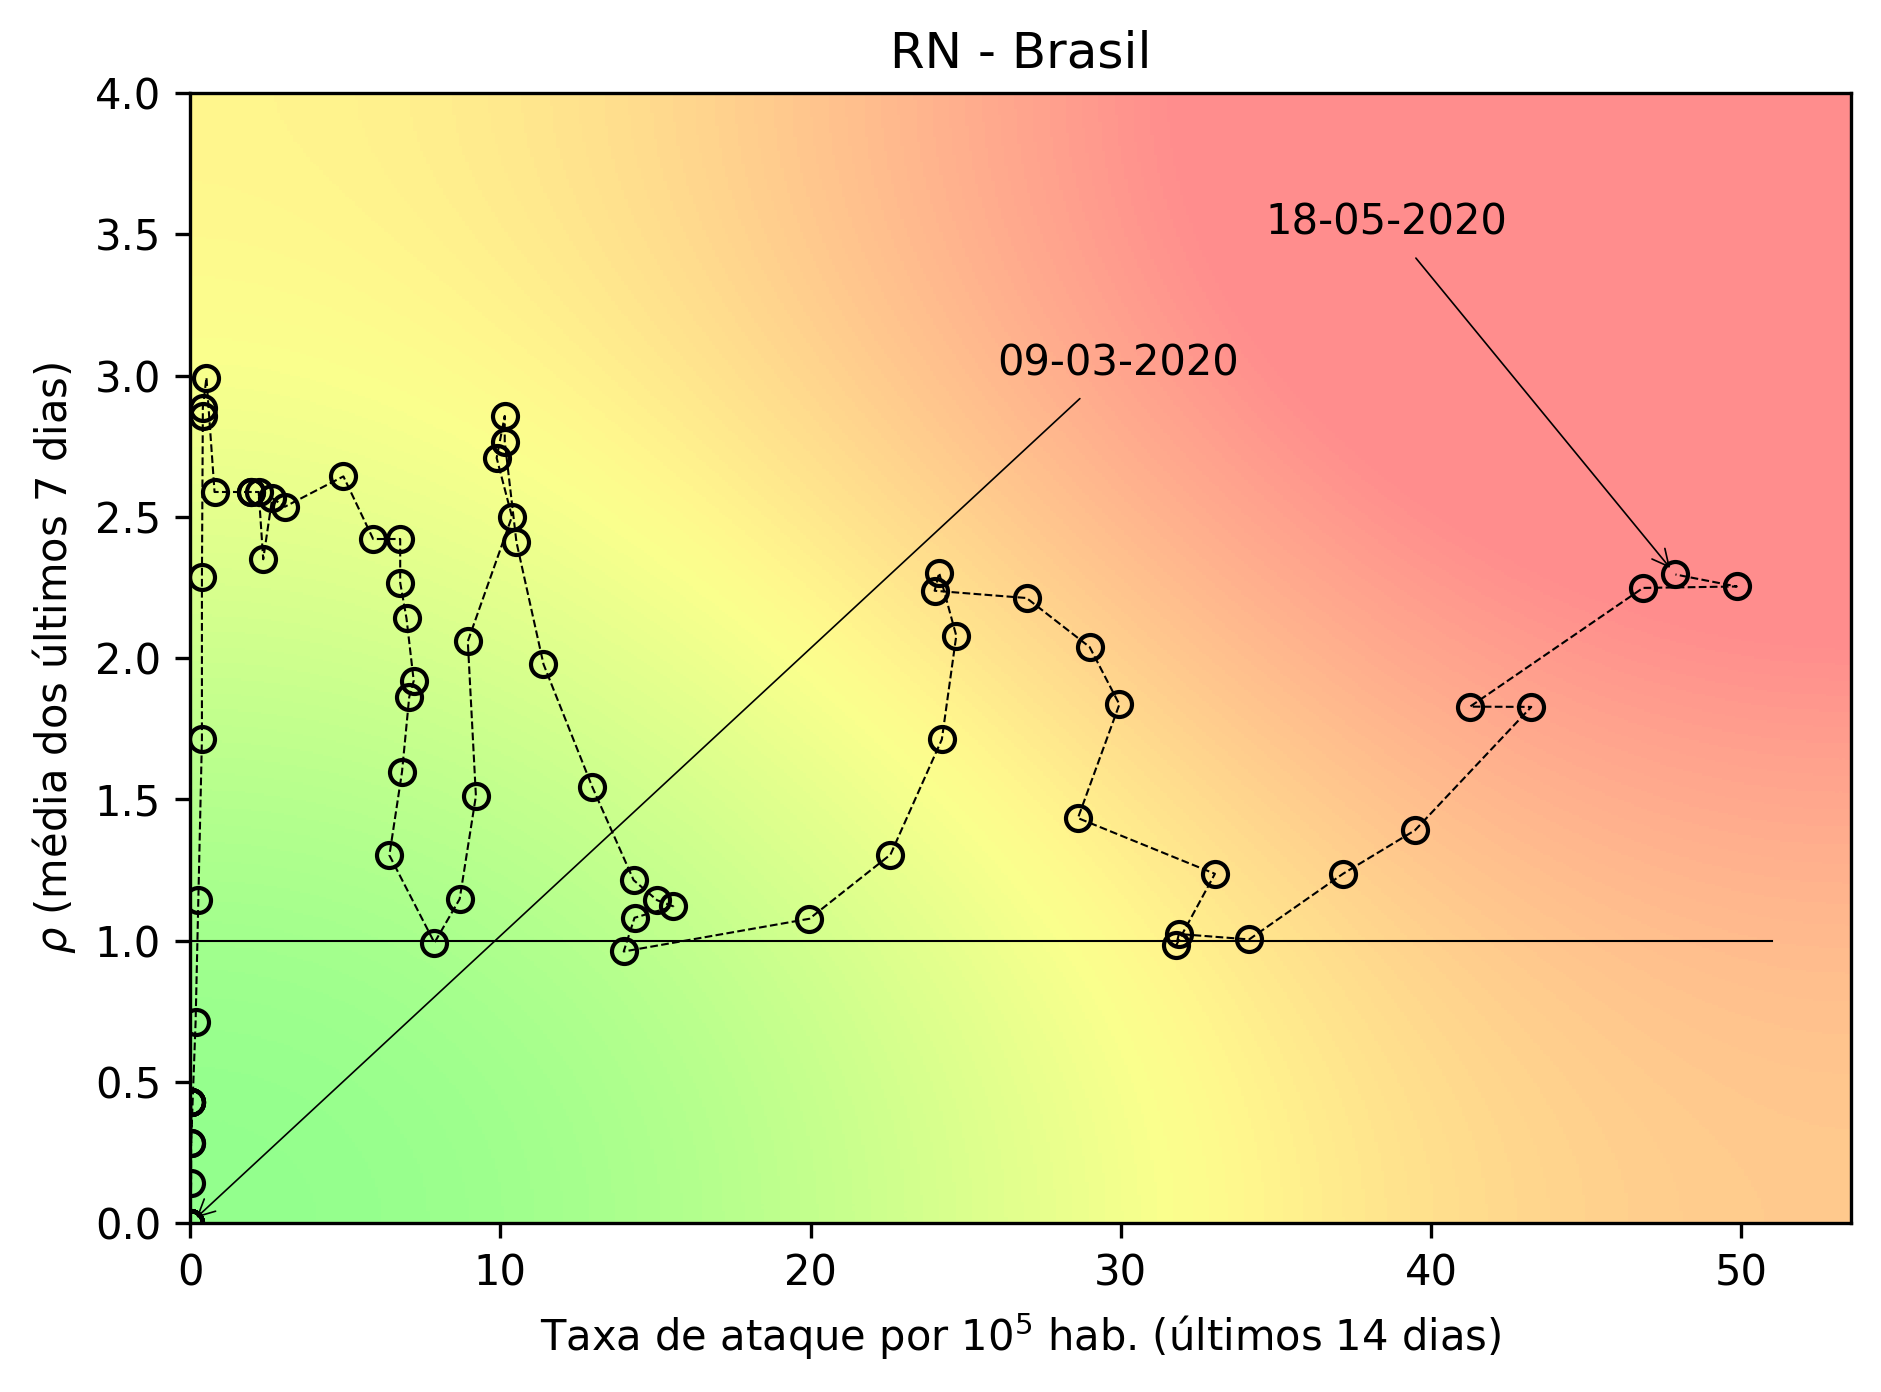 RN - Brasil
4.0
3.5
3.0
2.5
2.0
1.5
1.0
0.5
0.0
ρ (média dos últimos 7 dias)
18-05-2020
09-03-2020
0 10 20 30 40 50
Taxa de ataque por 10⁵ hab. (últimos 14 dias)